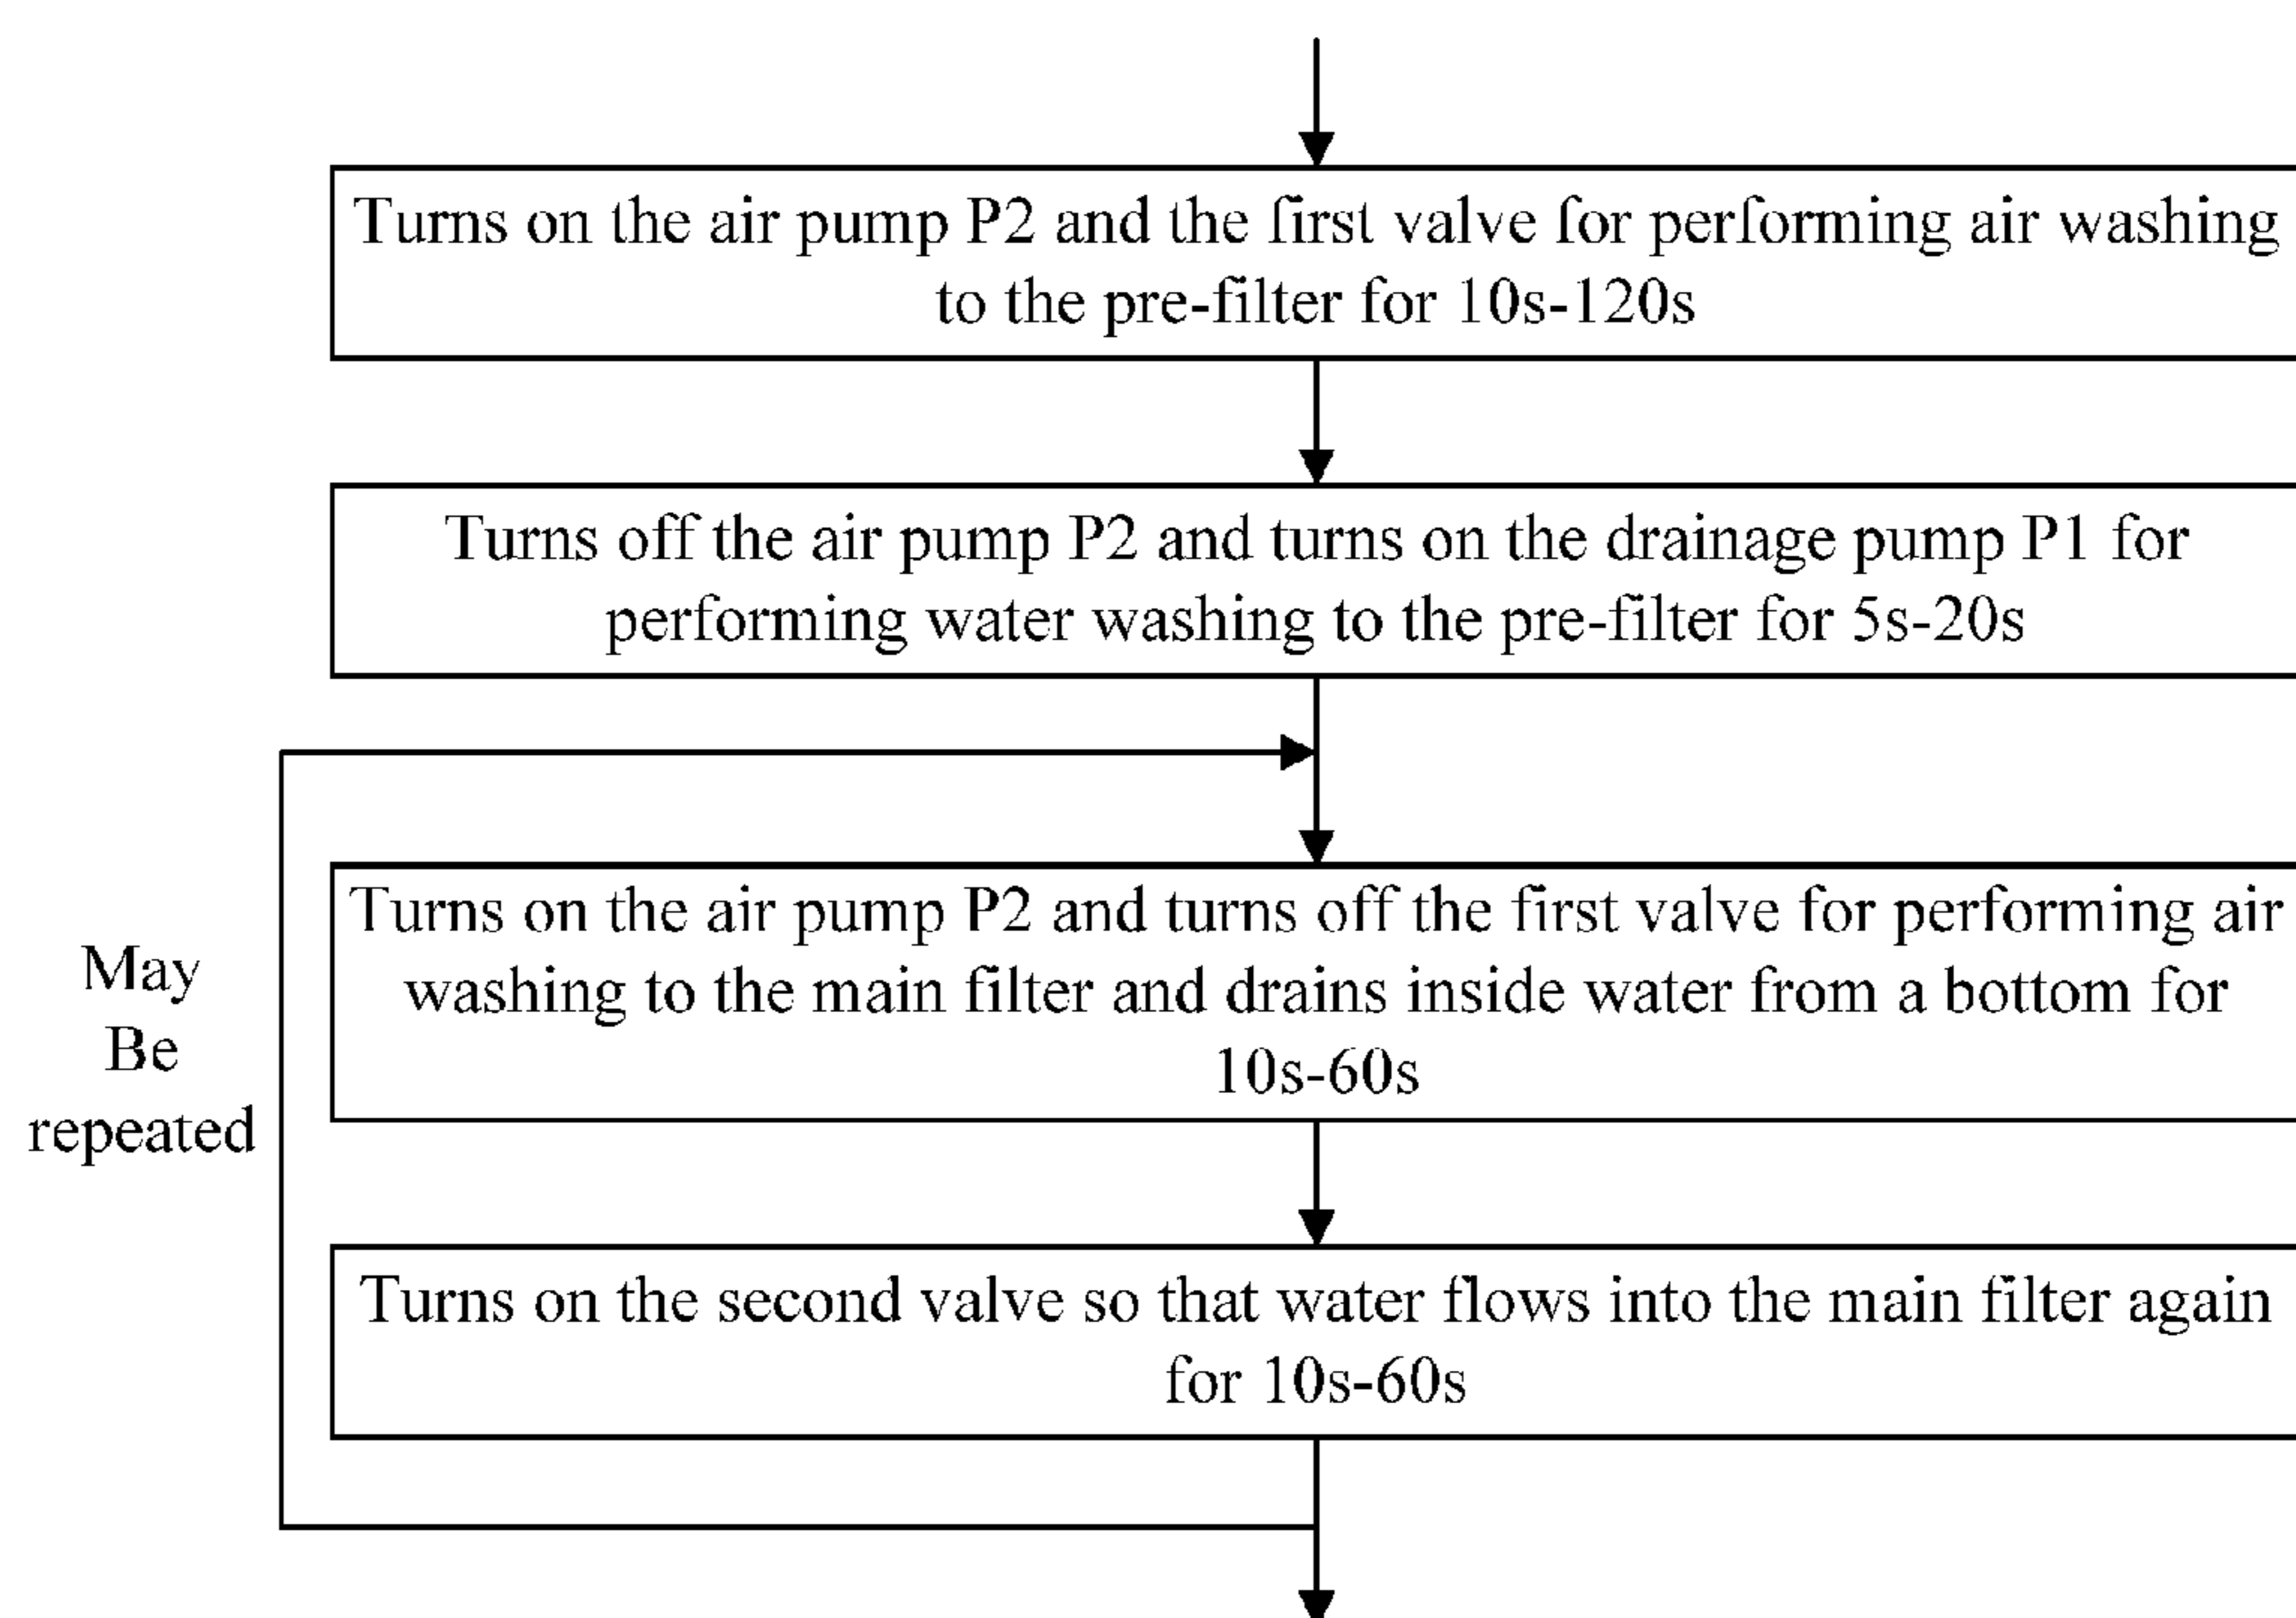 Turns on the air pump P2 and the first valve for performing air washing
to the pre-filter for 10s-120s
Turns off the air pump P2 and turns on the drainage pump P1 for
performing water washing to the pre-filter for 5s-20s
May
Be
repeated
Turns on the air pump P2 and turns off the first valve for performing air
washing to the main filter and drains inside water from a bottom for
10s-60s
Turns on the second valve so that water flows into the main filter again
for 10s-60s